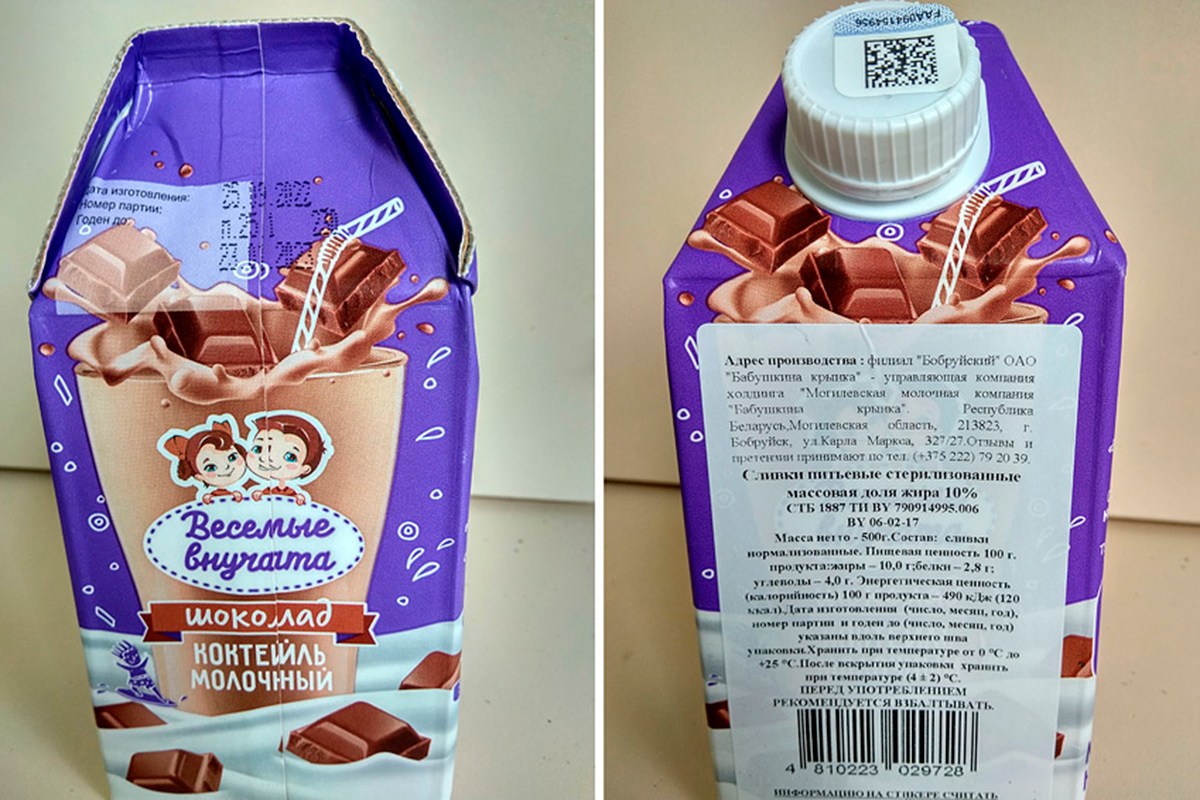 дата изготовления:
Номер партии:
Годен до:
Веселые
внучата
шоколад
КОКТЕЙЛЬ
МОЛОЧНЫЙ
FAA094154956
Адрес производства : филиал "Бобруйский" ОАО
"Бабушкина крынка" - управляющая компания
холдинга "Могилевская молочная компания
"Бабушкина крынка". Республика
Беларусь,Могилевская область, 213823, г.
Бобруйск, ул.Карла Маркса, 327/27.Отзывы и
претензии принимают по тел. (+375 222) 79 20 39.
Сливки питьевые стерилизованные
массовая доля жира 10%
СТБ 1887 ТИ BY 790914995.006
BY 06-02-17
Масса нетто - 500г.Состав: сливки
нормализованные. Пищевая ценность 100 г.
продукта:жиры – 10,0 г;белки – 2,8 г;
углеводы – 4,0 г. Энергетическая ценность
(калорийность) 100 г продукта – 490 кДж (120
ккал).Дата изготовления (число, месяц, год),
номер партии и годен до (число, месяц, год)
указаны вдоль верхнего шва
упаковки.Хранить при температуре от 0 °С до
+25 °С.После вскрытия упаковки хранить
при температуре (4 ± 2) °С.
ПЕРЕД УПОТРЕБЛЕНИЕМ
РЕКОМЕНДУЕТСЯ ВЗБАЛТЫВАТЬ.
4 810223 029728
ИНФОРМАЦИЮ НА СТИКЕРЕ СЧИТАТЬ